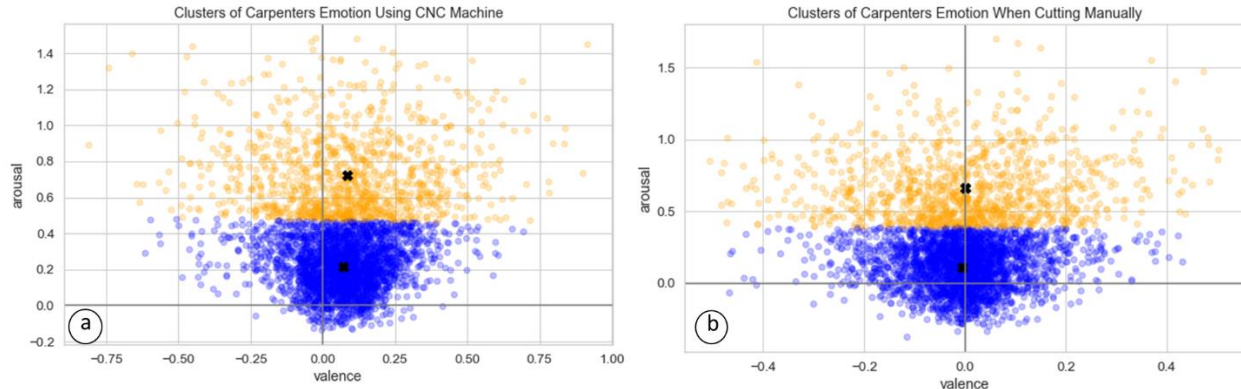 Clusters of Carpenters Emotion Using CNC Machine
1.4
1.2
1.0
0.8
0.6
0.4
0.2
0.0
−0.2
arousal
−0.75 −0.50 −0.25 0.00 0.25 0.50 0.75 1.00
valence
a
Clusters of Carpenters Emotion When Cutting Manually
1.5
1.0
0.5
0.0
arousal
−0.4 −0.2 0.0 0.2 0.4
valence
b